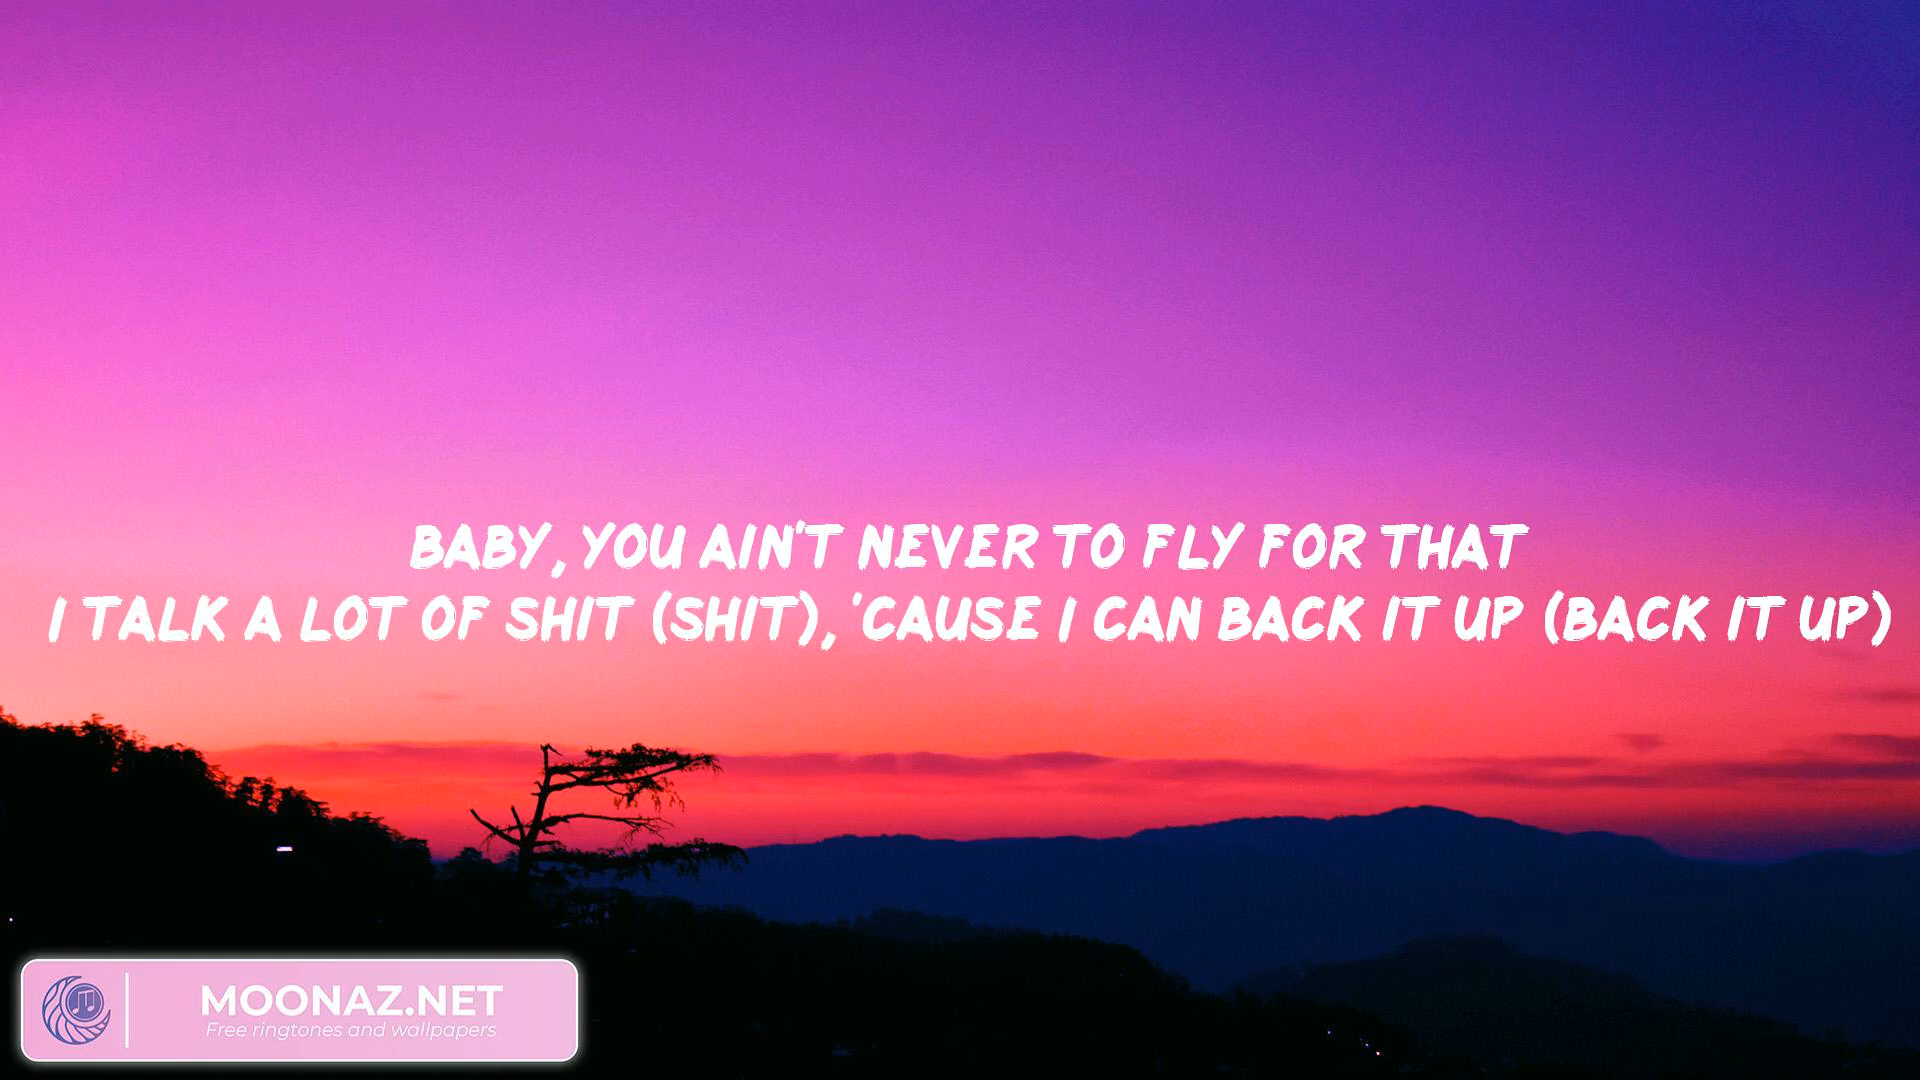 BABY, YOU AIN'T NEVER TO FLY FOR THAT
I TALK A LOT OF SHIT (SHIT), 'CAUSE I CAN BACK IT UP (BACK IT UP)
MOONAZ.NET
Free ringtones and wallpapers